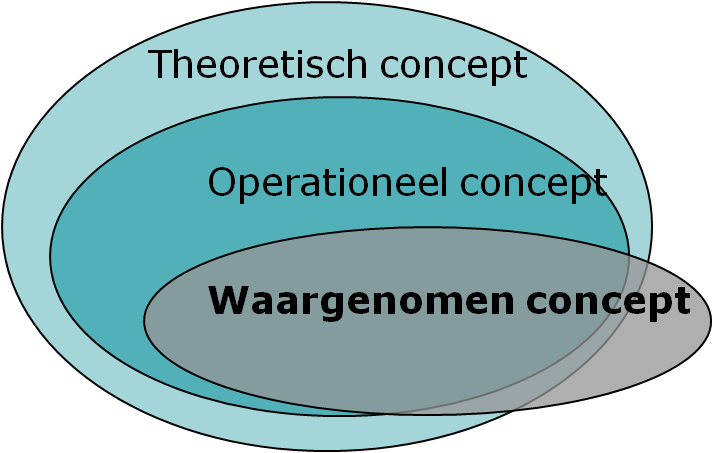 Theoretisch concept
Operationeel concept
Waargenomen concept